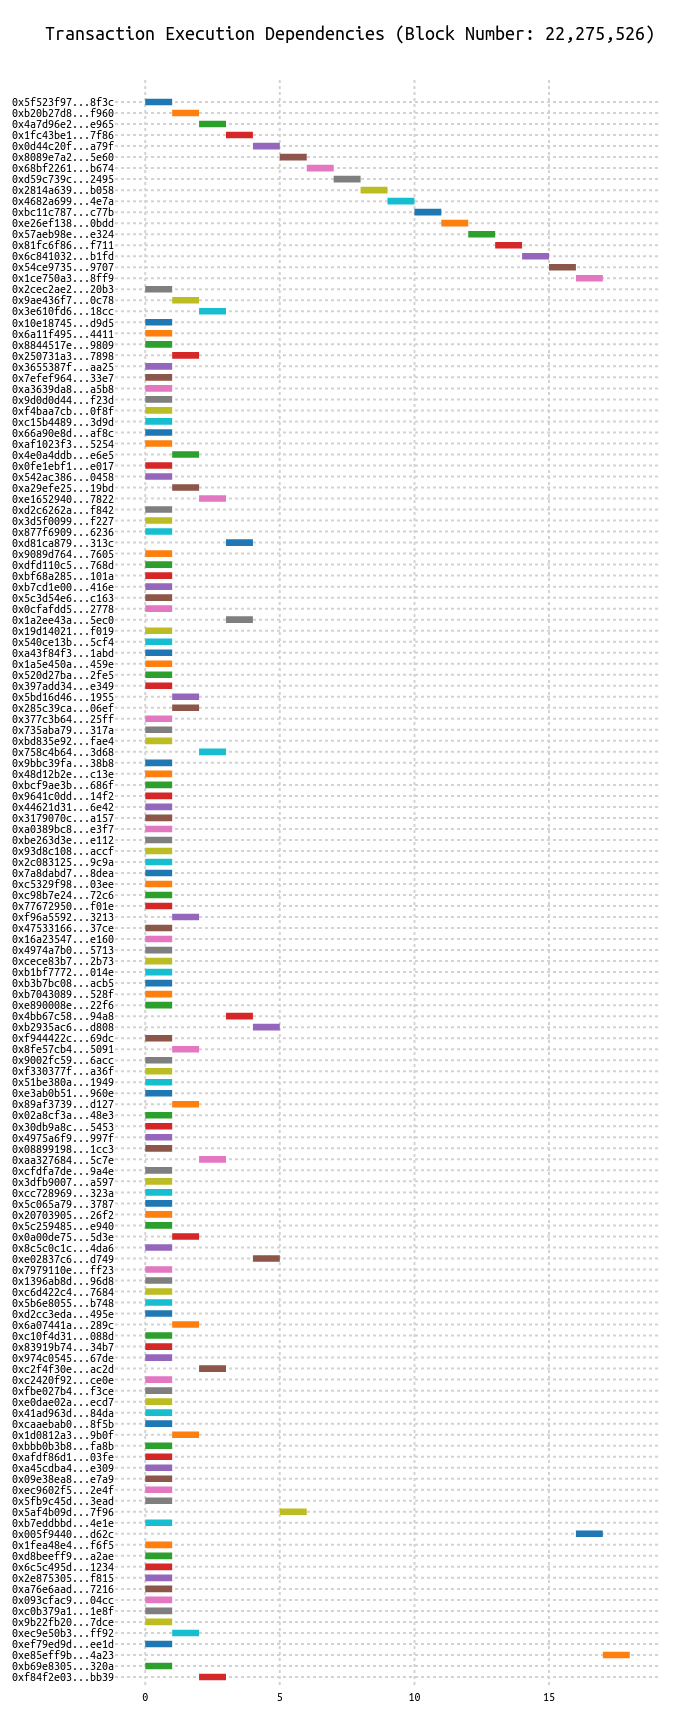 Transaction Execution Dependencies (Block Number: 22,275,526)
0x5f523f97...8f3c
0xb20b27d8...f960
0x4a7d96e2...e965
0x1fc43be1...7f86
0x0d44c20f...a79f
0x8089e7a2...5e60
0x68bf2261...b674
0xd59c739c...2495
0x2814a639...b058
0x4682a699...4e7a
0xbc11c787...c77b
0xe26ef138...0bdd
0x57aeb98e...e324
0x81fc6f86...f711
0x6c841032...b1fd
0x54ce9735...9707
0x1ce750a3...8ff9
0x2cec2ae2...20b3
0x9ae436f7...0c78
0x3e610fd6...18cc
0x10e18745...d9d5
0x6a11f495...4411
0x8844517e...9809
0x250731a3...7898
0x3655387f...aa25
0x7efef964...33e7
0xa3639da8...a5b8
0x9d0d0d44...f23d
0xf4baa7cb...0f8f
0xc15b4489...3d9d
0x66a90e8d...af8c
0xaf1023f3...5254
0x4e0a4ddb...e6e5
0x0fe1ebf1...e017
0x542ac386...0458
0xa29efe25...19bd
0xe1652940...7822
0xd2c6262a...f842
0x3d5f0099...f227
0x877f6909...6236
0xd81ca879...313c
0x9089d764...7605
0xdfd110c5...768d
0xbf68a285...101a
0xb7cd1e00...416e
0x5c3d54e6...c163
0x0cfafdd5...2778
0x1a2ee43a...5ec0
0x19d14021...f019
0x540ce13b...5cf4
0xa43f84f3...1abd
0x1a5e450a...459e
0x520d27ba...2fe5
0x397add34...e349
0x5bd16d46...1955
0x285c39ca...06ef
0x377c3b64...25ff
0x735aba79...317a
0xbd835e92...fae4
0x758c4b64...3d68
0x9bbc39fa...38b8
0x48d12b2e...c13e
0xbcf9ae3b...686f
0x9641c0dd...14f2
0x44621d31...6e42
0x3179070c...a157
0xa0389bc8...e3f7
0xbe263d3e...e112
0x93d8c108...accf
0x2c083125...9c9a
0x7a8dabd7...8dea
0xc5329f98...03ee
0xc98b7e24...72c6
0x77672950...f01e
0xf96a5592...3213
0x47533166...37ce
0x16a23547...e160
0x4974a7b0...5713
0xcece83b7...2b73
0xb1bf7772...014e
0xb3b7bc08...acb5
0xb7043089...528f
0xe890008e...22f6
0x4bb67c58...94a8
0xb2935ac6...d808
0xf944422c...69dc
0x8fe57cb4...5091
0x9002fc59...6acc
0xf330377f...a36f
0x51be380a...1949
0xe3ab0b51...960e
0x89af3739...d127
0x02a8cf3a...48e3
0x30db9a8c...5453
0x4975a6f9...997f
0x08899198...1cc3
0xaa327684...5c7e
0xcfdfa7de...9a4e
0x3dfb9007...a597
0xcc728969...323a
0x5c065a79...3787
0x20703905...26f2
0x5c259485...e940
0x0a00de75...5d3e
0x8c5c0c1c...4da6
0xe02837c6...d749
0x7979110e...ff23
0x1396ab8d...96d8
0xc6d422c4...7684
0x5b6e8055...b748
0xd2cc3eda...495e
0x6a07441a...289c
0xc10f4d31...088d
0x83919b74...34b7
0x974c0545...67de
0xc2f4f30e...ac2d
0xc2420f92...ce0e
0xfbe027b4...f3ce
0xe0dae02a...ecd7
0x41ad963d...84da
0xcaaebab0...8f5b
0x1d0812a3...9b0f
0xbbb0b3b8...fa8b
0xafdf86d1...03fe
0xa45cdba4...e309
0x09e38ea8...e7a9
0xec9602f5...2e4f
0x5fb9c45d...3ead
0x5af4b09d...7f96
0xb7eddbbd...4e1e
0x005f9440...d62c
0x1fea48e4...f6f5
0xd8beeff9...a2ae
0x6c5c495d...1234
0x2e875305...f815
0xa76e6aad...7216
0x093cfac9...04cc
0xc0b379a1...1e8f
0x9b22fb20...7dce
0xec9e50b3...ff92
0xef79ed9d...ee1d
0xe85eff9b...4a23
0xb69e8305...320a
0xf84f2e03...bb39
0 5 10 15